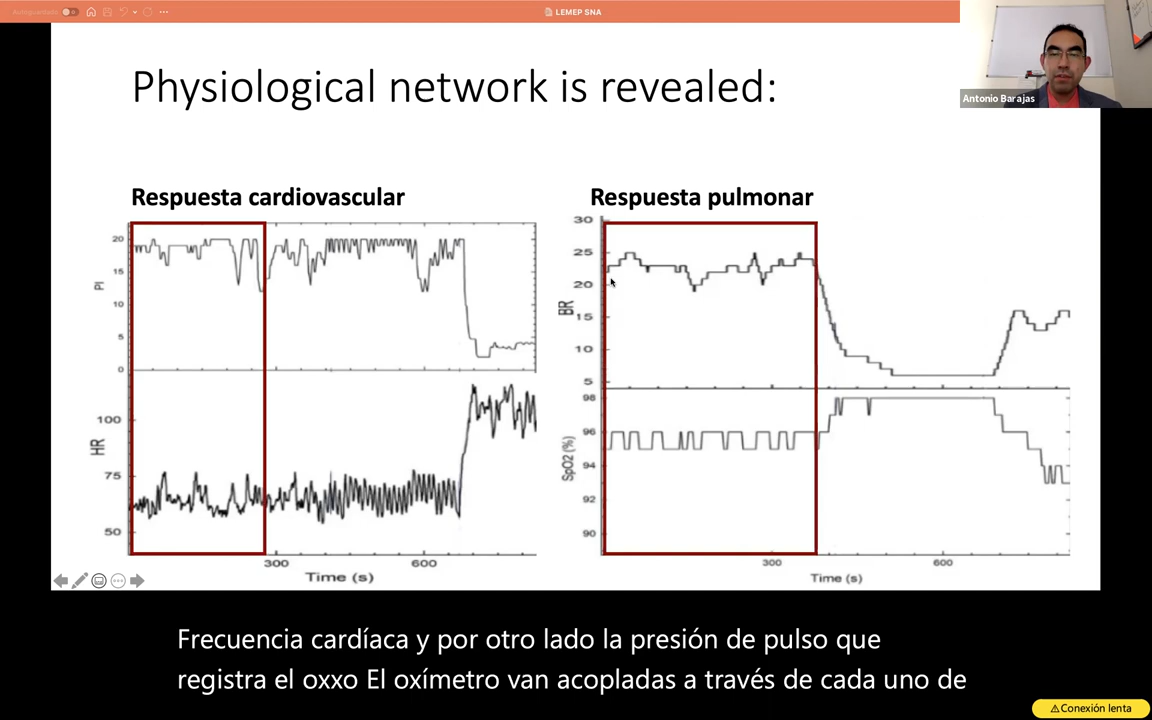 Autoguardado
LEMEP SNA
Antonio Barajas
Physiological network is revealed:
Respuesta cardiovascular
Respuesta pulmonar
20
15
10
5
0
PI
100
75
50
HR
300
600
Time (s)
30
25
20
15
10
5
BR
98
96
94
92
90
SpO2 (%)
300
600
Time (s)
Frecuencia cardíaca y por otro lado la presión de pulso que
registra el oxxo El oxímetro van acopladas a través de cada uno de
⚠Conexión lenta